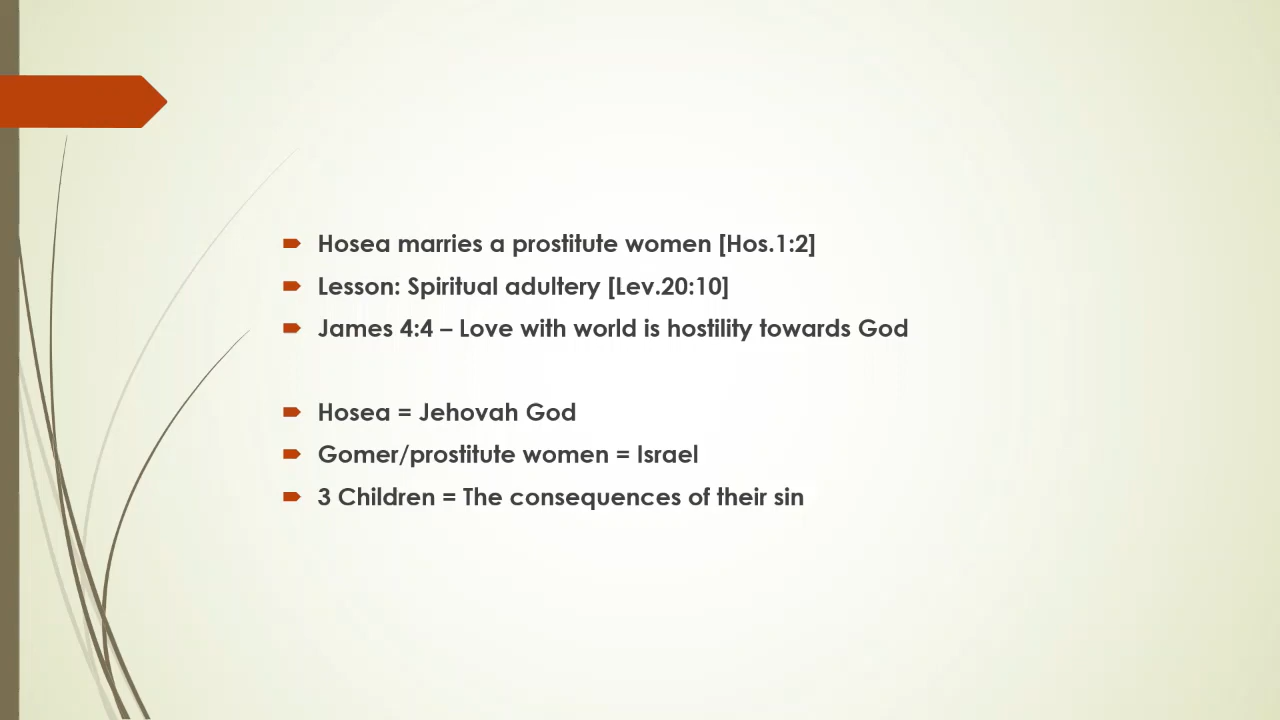 Hosea marries a prostitute women [Hos.1:2]
Lesson: Spiritual adultery [Lev.20:10]
James 4:4 – Love with world is hostility towards God
Hosea = Jehovah God
Gomer/prostitute women = Israel
3 Children = The consequences of their sin